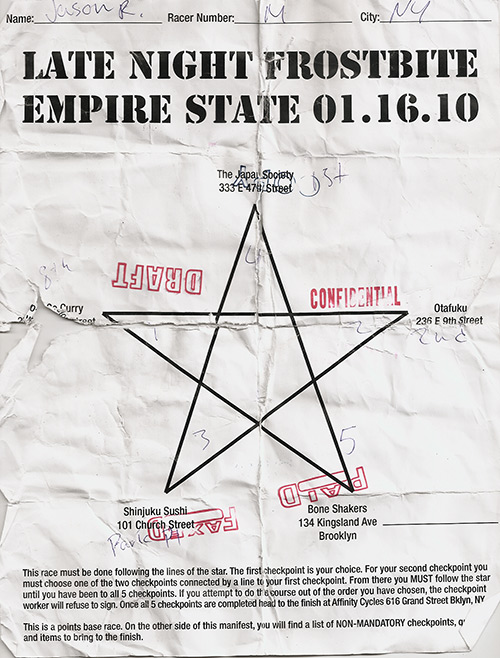 Name: Jason R. Racer Number: M City: NY
LATE NIGHT FROSTBITE
EMPIRE STATE 01.16.10
The Japan Society
333 E 47th Street
DRAFT
CONFIDENTIAL
Curry
Street
Otafuku
236 E 9th Street
1
2
2nd
3
5
PAID
Shinjuku Sushi
101 Church Street
FAXED
Bone Shakers
134 Kingsland Ave
Brooklyn
This race must be done following the lines of the star. The first checkpoint is your choice. For your second checkpoint you
must choose one of the two checkpoints connected by a line to your first checkpoint. From there you MUST follow the star
until you have been to all 5 checkpoints. If you attempt to do the course out of the order you have chosen, the checkpoint
worker will refuse to sign. Once all 5 checkpoints are completed head to the finish at Affinity Cycles 616 Grand Street Bklyn, NY
This is a points base race. On the other side of this manifest, you will find a list of NON-MANDATORY checkpoints,
and items to bring to the finish.